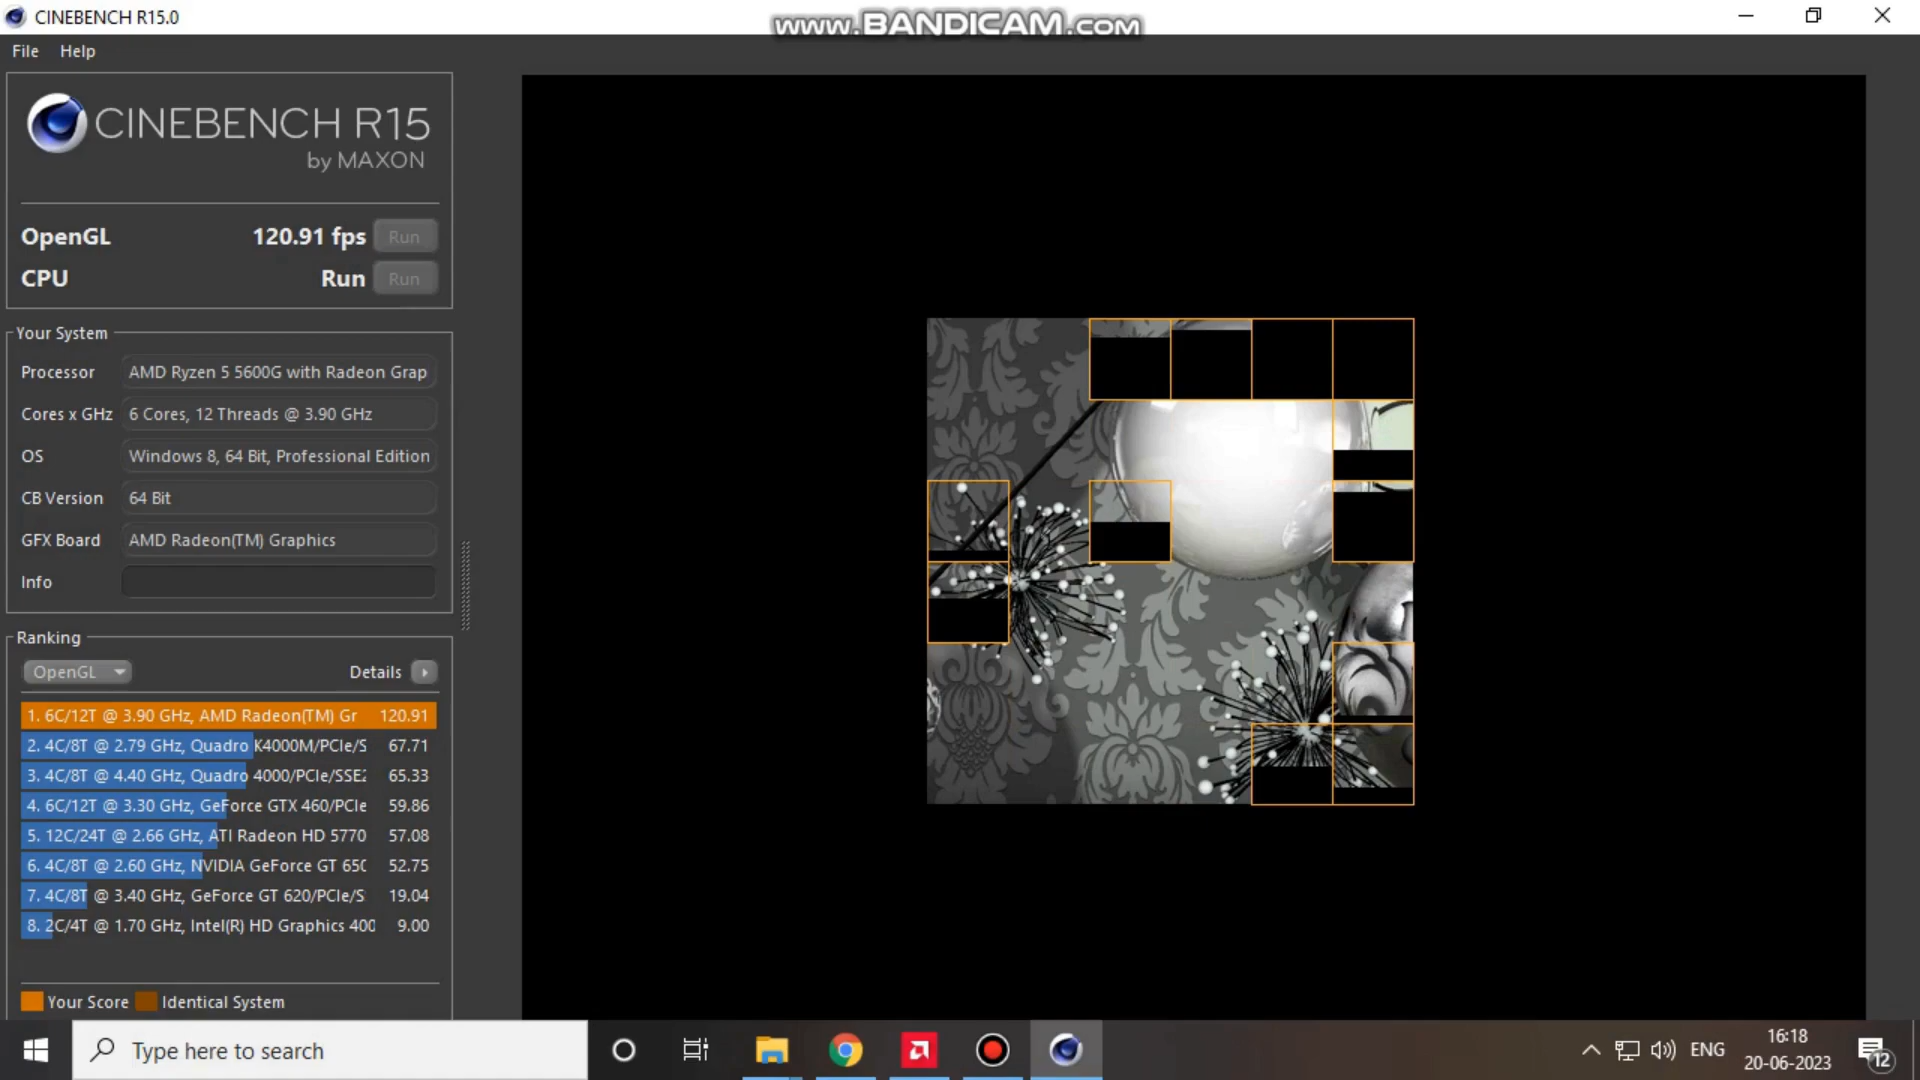 CINEBENCH R15.0
www.BANDICAM.com
File Help
CINEBENCH R15
by MAXON
OpenGL 120.91 fps Run
CPU Run Run
Your System
Processor AMD Ryzen 5 5600G with Radeon Grap
Cores x GHz 6 Cores, 12 Threads @ 3.90 GHz
OS Windows 8, 64 Bit, Professional Edition
CB Version 64 Bit
GFX Board AMD Radeon(TM) Graphics
Info
Ranking
OpenGL Details
1. 6C/12T @ 3.90 GHz, AMD Radeon(TM) Gr 120.91
2. 4C/8T @ 2.79 GHz, Quadro K4000M/PCIe/S 67.71
3. 4C/8T @ 4.40 GHz, Quadro 4000/PCIe/SSE2 65.33
4. 6C/12T @ 3.30 GHz, GeForce GTX 460/PCIe 59.86
5. 12C/24T @ 2.66 GHz, ATI Radeon HD 5770 57.08
6. 4C/8T @ 2.60 GHz, NVIDIA GeForce GT 650 52.75
7. 4C/8T @ 3.40 GHz, GeForce GT 620/PCIe/S 19.04
8. 2C/4T @ 1.70 GHz, Intel(R) HD Graphics 400 9.00
Your Score Identical System
Type here to search
ENG
16:18
20-06-2023
12